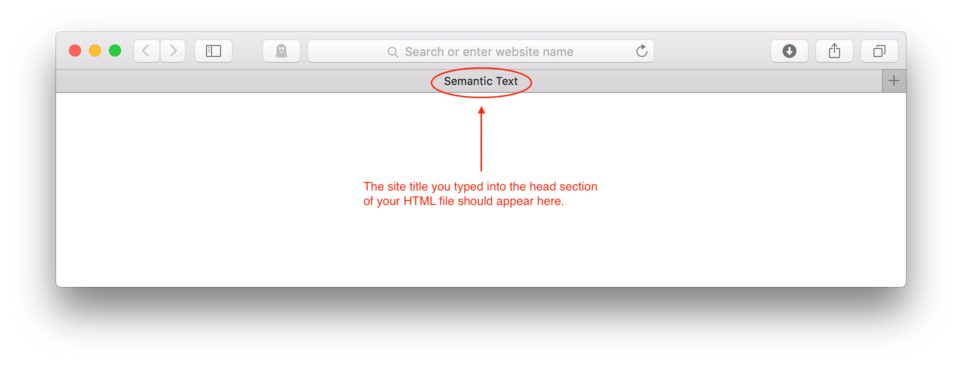 Search or enter website name
Semantic Text
The site title you typed into the head section
of your HTML file should appear here.